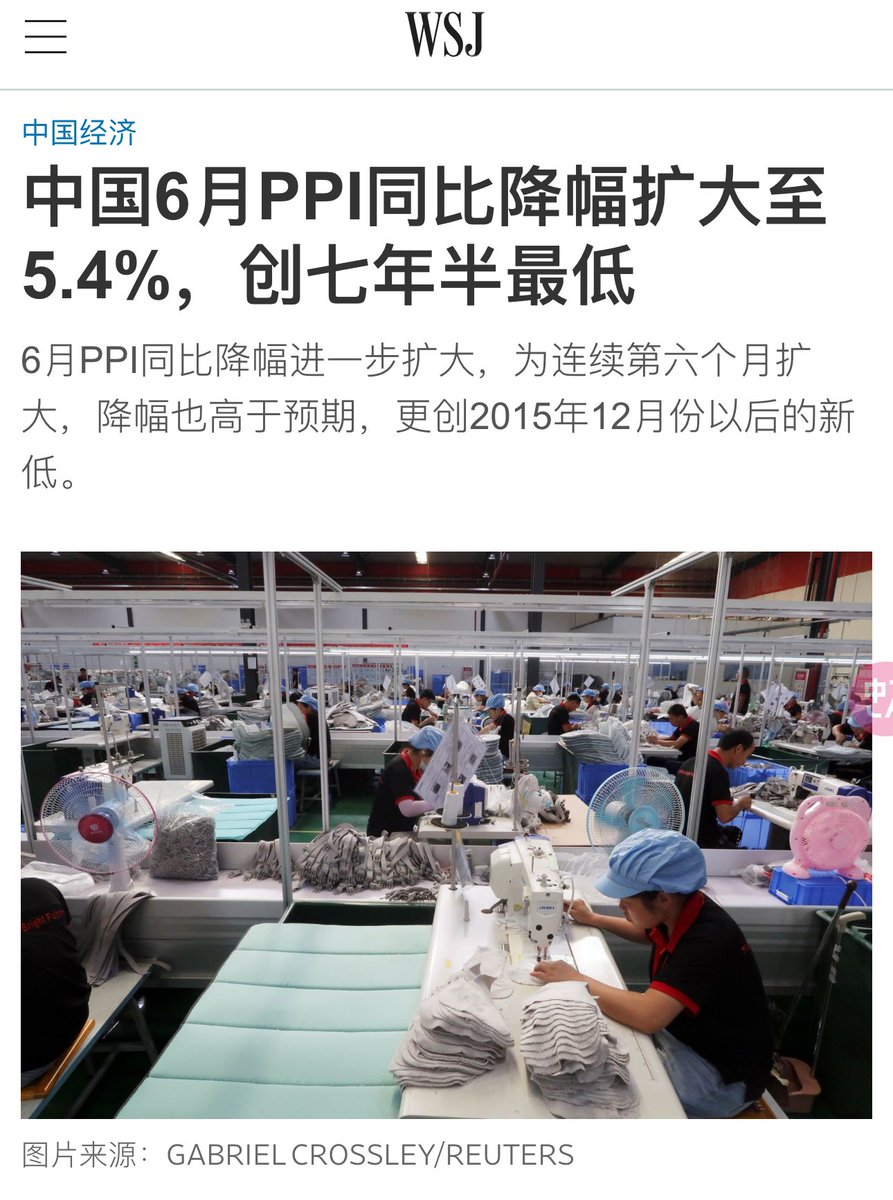 WSJ
中国经济
中国6月PPI同比降幅扩大至
5.4%，创七年半最低
6月PPI同比降幅进一步扩大，为连续第六个月扩
大，降幅也高于预期，更创2015年12月份以后的新
低。
Bright Futu
图片来源：GABRIEL CROSSLEY/REUTERS